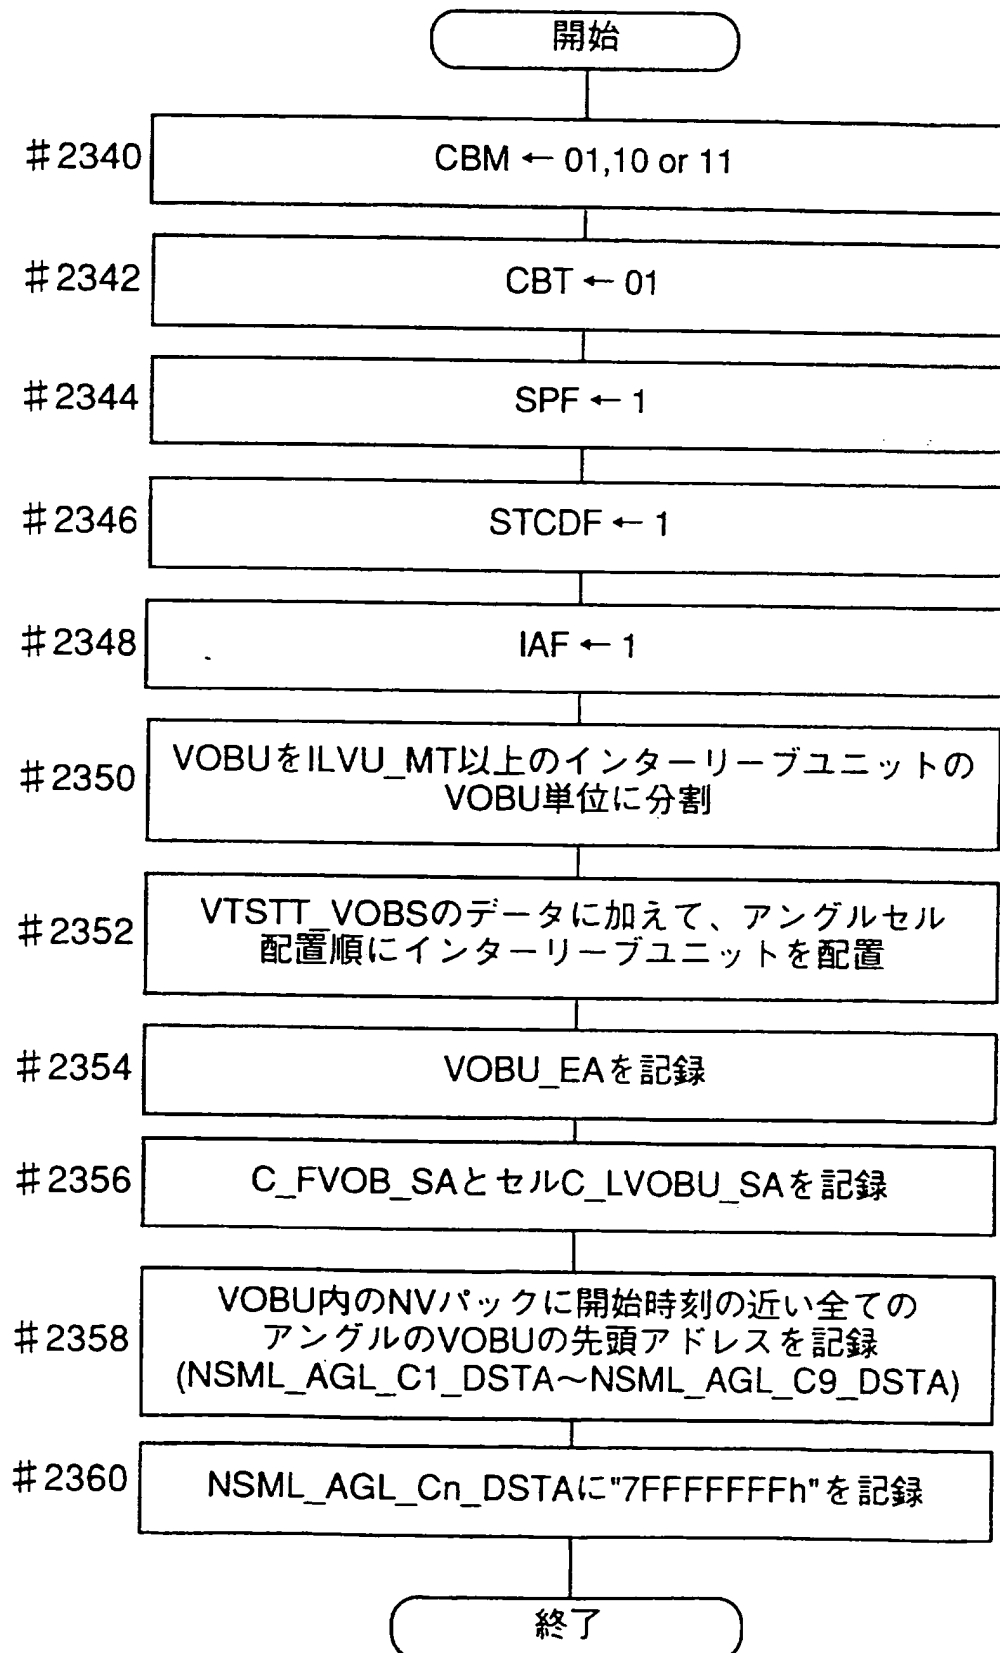 開始
#2340
CBM ← 01,10 or 11
#2342
CBT ← 01
#2344
SPF ← 1
#2346
STCDF ← 1
#2348
IAF ← 1
#2350
VOBUをILVU_MT以上のインターリーブユニットの
VOBU単位に分割
#2352
VTSTT_VOBSのデータに加えて、アングルセル
配置順にインターリーブユニットを配置
#2354
VOBU_EAを記録
#2356
C_FVOB_SAとセルC_LVOBU_SAを記録
#2358
VOBU内のNVパックに開始時刻の近い全ての
アングルのVOBUの先頭アドレスを記録
(NSML_AGL_C1_DSTA～NSML_AGL_C9_DSTA)
#2360
NSML_AGL_Cn_DSTAに"7FFFFFFFh"を記録
終了